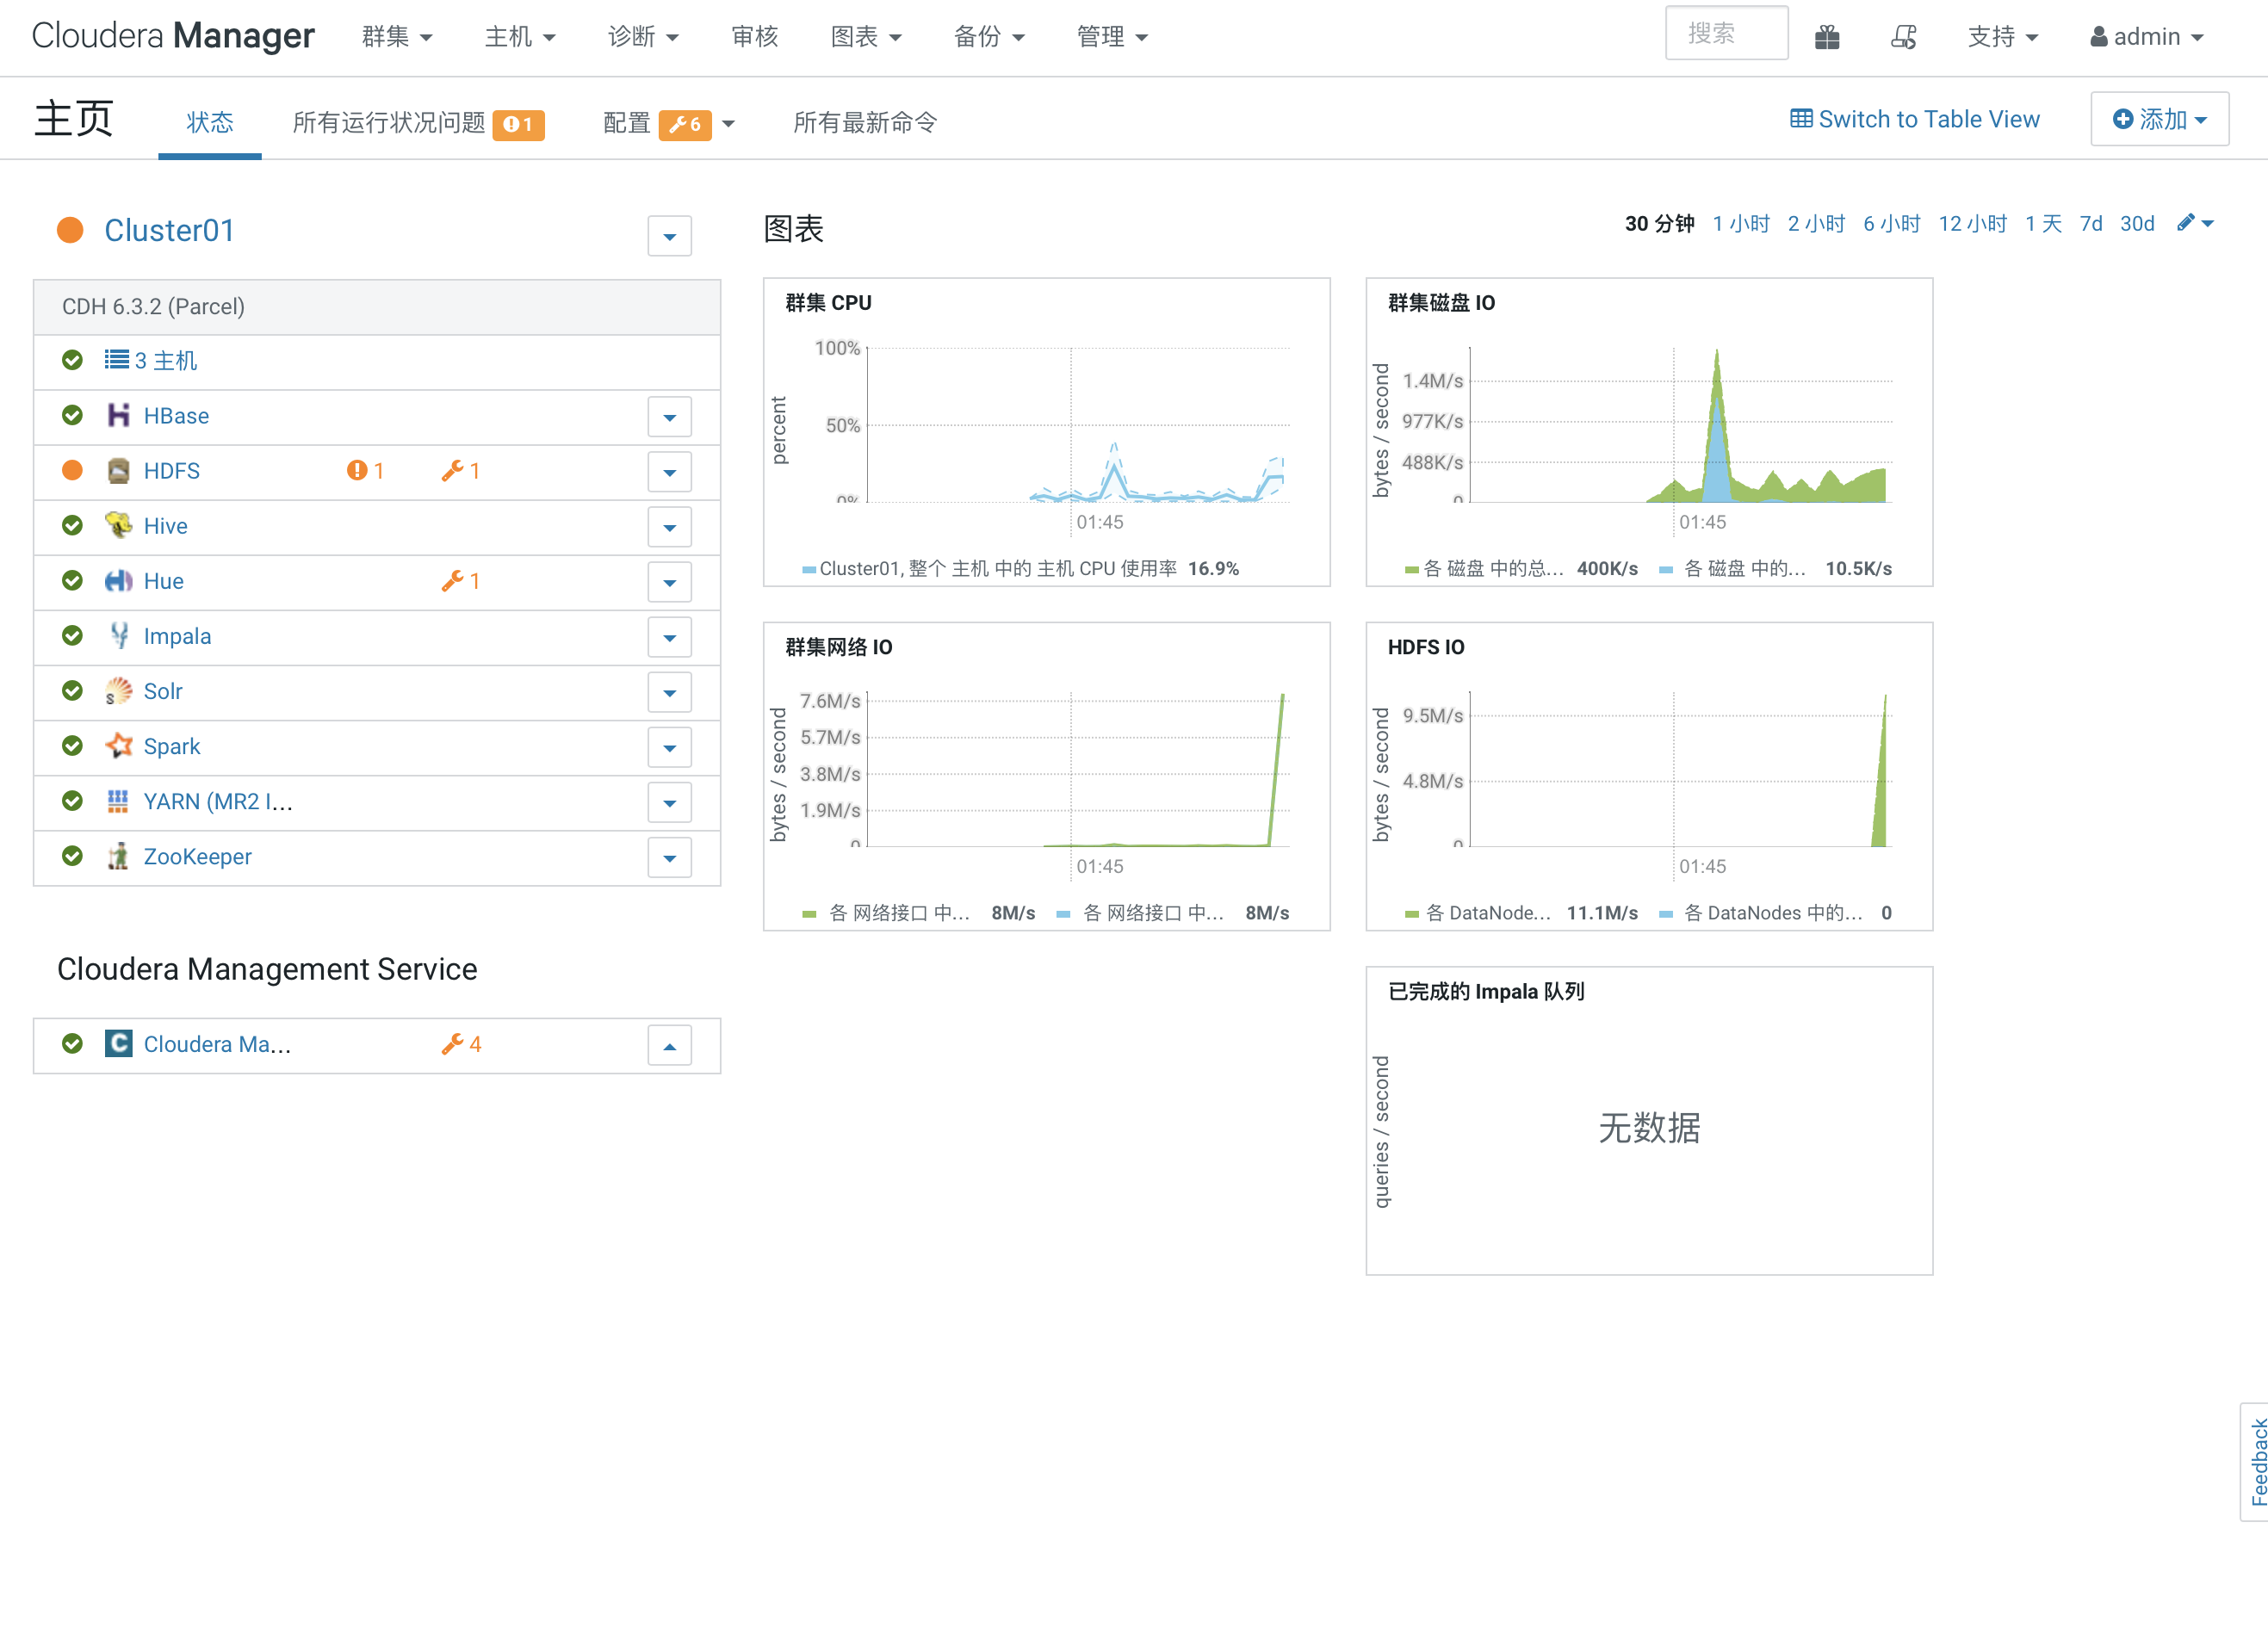 Cloudera Manager 群集 主机 诊断 审核 图表 备份 管理 搜索 支持 admin
主页 状态 所有运行状况问题 1 配置 6 所有最新命令 Switch to Table View 添加
Cluster01
CDH 6.3.2 (Parcel)
3 主机
HBase
HDFS 1 1
Hive
Hue 1
Impala
Solr
Spark
YARN (MR2 I...
ZooKeeper
Cloudera Management Service
Cloudera Ma... 4
图表
30 分钟 1 小时 2 小时 6 小时 12 小时 1 天 7d 30d
群集 CPU
percent
100%
50%
0%
01:45
Cluster01, 整个 主机 中的 主机 CPU 使用率 16.9%
群集磁盘 IO
bytes / second
1.4M/s
977K/s
488K/s
0
01:45
各 磁盘 中的总... 400K/s 各 磁盘 中的... 10.5K/s
群集网络 IO
bytes / second
7.6M/s
5.7M/s
3.8M/s
1.9M/s
0
01:45
各 网络接口 中... 8M/s 各 网络接口 中... 8M/s
HDFS IO
bytes / second
9.5M/s
4.8M/s
0
01:45
各 DataNode... 11.1M/s 各 DataNodes 中的... 0
已完成的 Impala 队列
queries / second
无数据
Feedback